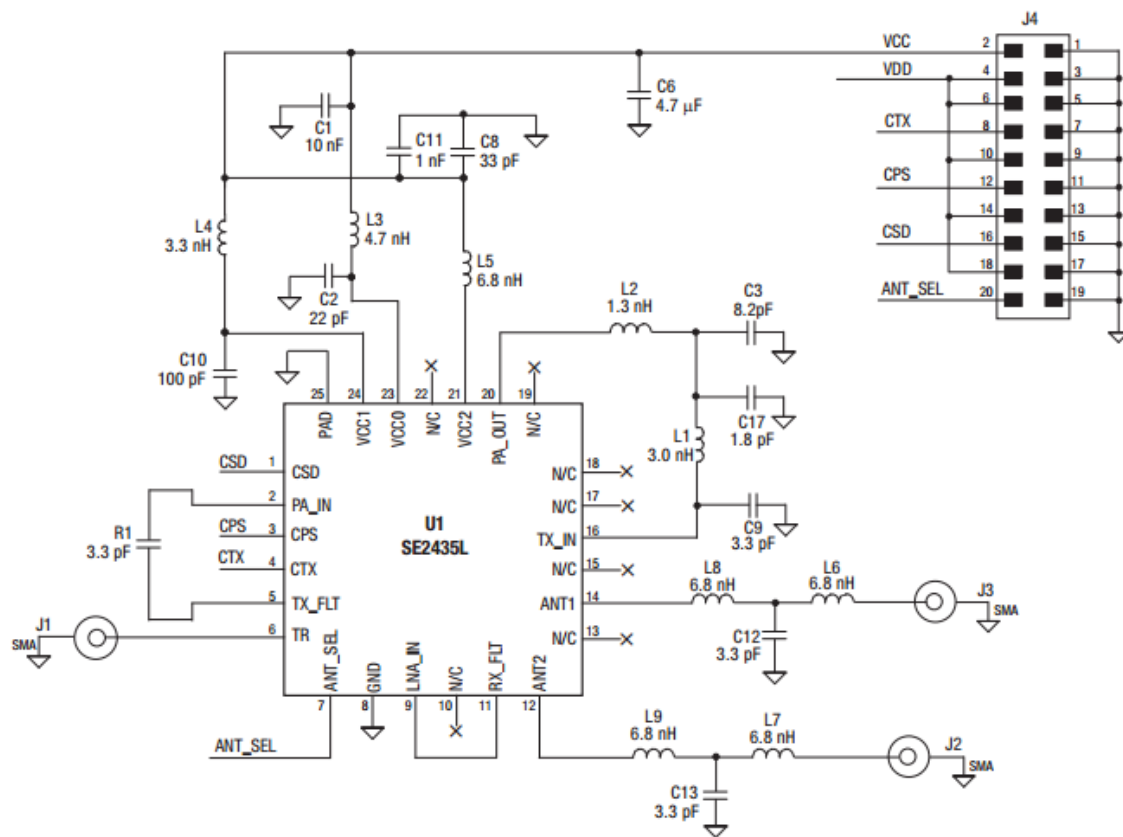 J4
VCC
2
1
VDD
4
3
6
5
CTX
8
7
10
9
CPS
12
11
14
13
CSD
16
15
18
17
ANT_SEL
20
19
C6
4.7 µF
C1
10 nF
C11
1 nF
C8
33 pF
L4
3.3 nH
L3
4.7 nH
L5
6.8 nH
C2
22 pF
L2
1.3 nH
C3
8.2pF
C10
100 pF
C17
1.8 pF
L1
3.0 nH
C9
3.3 pF
25
24
23
22
21
20
19
PAD
VCC1
VCC0
N/C
VCC2
PA_OUT
N/C
CSD
1
CSD
2
PA_IN
CPS
3
CPS
CTX
4
CTX
5
TX_FLT
6
TR
R1
3.3 pF
J1
SMA
U1
SE2435L
N/C
18
N/C
17
TX_IN
16
N/C
15
ANT1
14
N/C
13
ANT_SEL
GND
LNA_IN
N/C
RX_FLT
ANT2
7
8
9
10
11
12
ANT_SEL
L8
6.8 nH
L6
6.8 nH
J3
SMA
C12
3.3 pF
L9
6.8 nH
L7
6.8 nH
J2
SMA
C13
3.3 pF